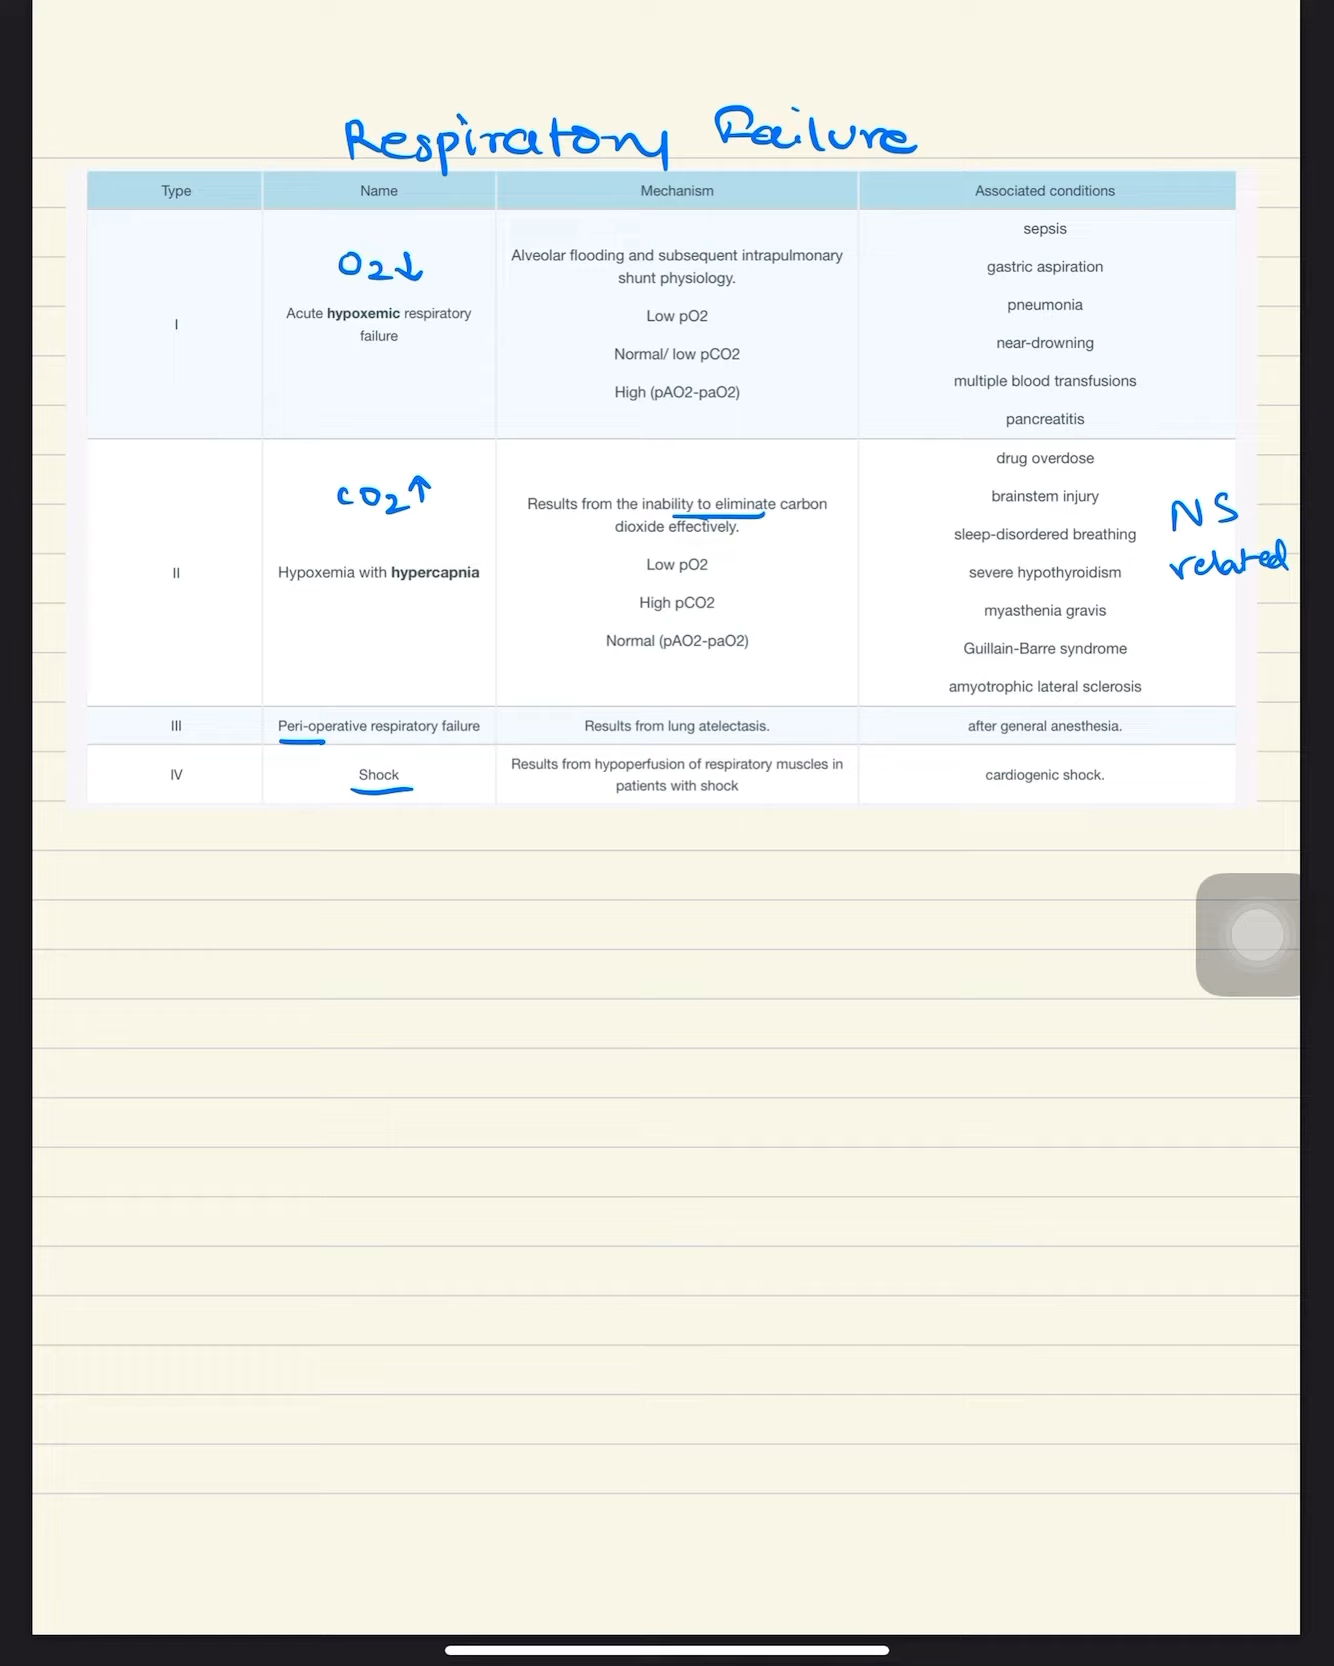 Respiratory Failure
Type Name Mechanism Associated conditions
I
O2↓
Acute hypoxemic respiratory
failure
Alveolar flooding and subsequent intrapulmonary
shunt physiology.
Low pO2
Normal/ low pCO2
High (pAO2-paO2)
sepsis
gastric aspiration
pneumonia
near-drowning
multiple blood transfusions
pancreatitis
II
CO2↑
Hypoxemia with hypercapnia
Results from the inability to eliminate carbon
dioxide effectively.
Low pO2
High pCO2
Normal (pAO2-paO2)
drug overdose
brainstem injury
sleep-disordered breathing
severe hypothyroidism
myasthenia gravis
Guillain-Barre syndrome
amyotrophic lateral sclerosis
NS
related
III Peri-operative respiratory failure Results from lung atelectasis. after general anesthesia.
IV
Shock
Results from hypoperfusion of respiratory muscles in
patients with shock
cardiogenic shock.